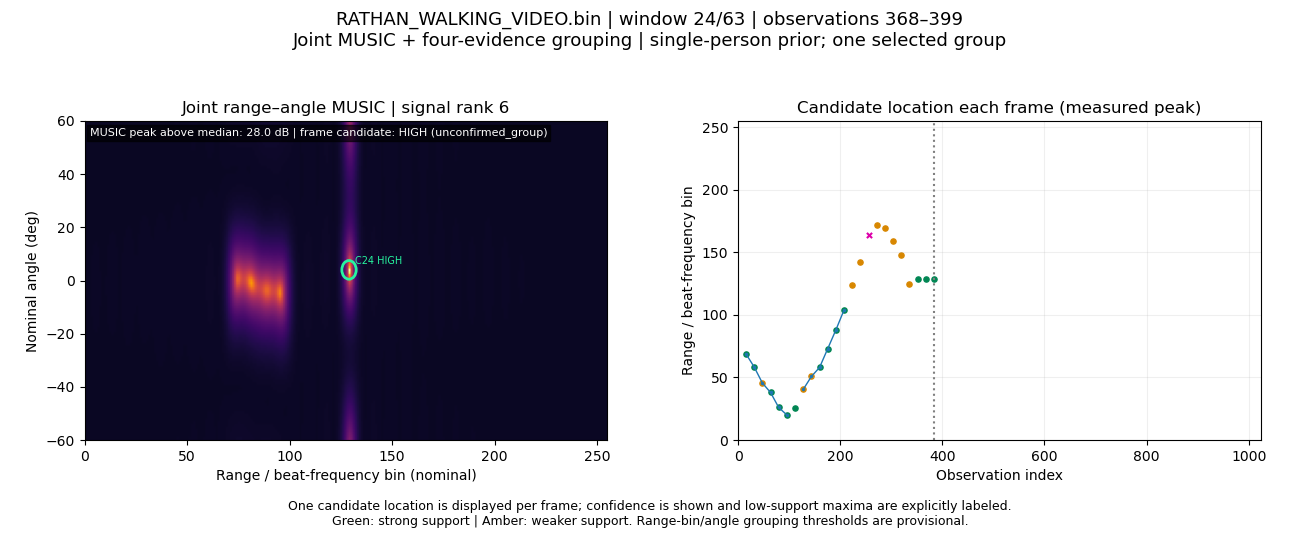 RATHAN_WALKING_VIDEO.bin | window 24/63 | observations 368–399
Joint MUSIC + four-evidence grouping | single-person prior; one selected group
Joint range–angle MUSIC | signal rank 6
MUSIC peak above median: 28.0 dB | frame candidate: HIGH (unconfirmed_group)
60
40
20
0
−20
−40
−60
Nominal angle (deg)
C24 HIGH
0
50
100
150
200
250
Range / beat-frequency bin (nominal)
Candidate location each frame (measured peak)
250
200
150
100
50
0
Range / beat-frequency bin
0
200
400
600
800
1000
Observation index
One candidate location is displayed per frame; confidence is shown and low-support maxima are explicitly labeled.
Green: strong support | Amber: weaker support. Range-bin/angle grouping thresholds are provisional.